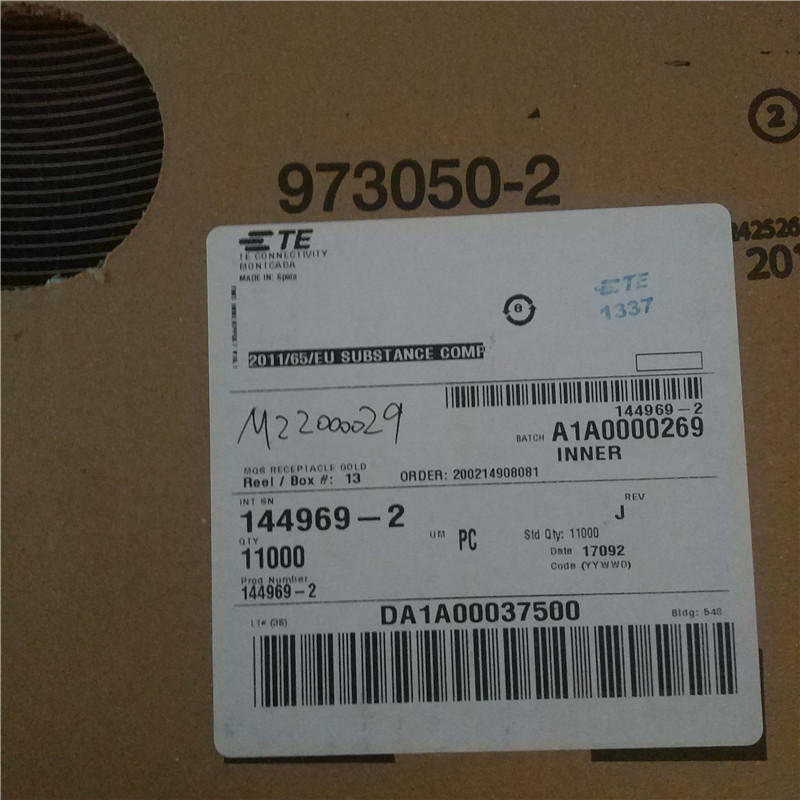 2
973050-2
201
TE
TE CONNECTIVITY
MONTCADA
MADE IN: Spain
TE
1337
2011/65/EU SUBSTANCE COMP
144969-2
M2200029
BATCH A1A0000269
INNER
MQS RECEPTACLE GOLD
Reel / Box #: 13
ORDER: 200214908081
INT SN
144969-2
REV
J
QTY
11000
UM PC
Std Qty: 11000
Date 17092
Code (YYWWD)
Prod Number
144969-2
DA1A00037500
Bldg: 548